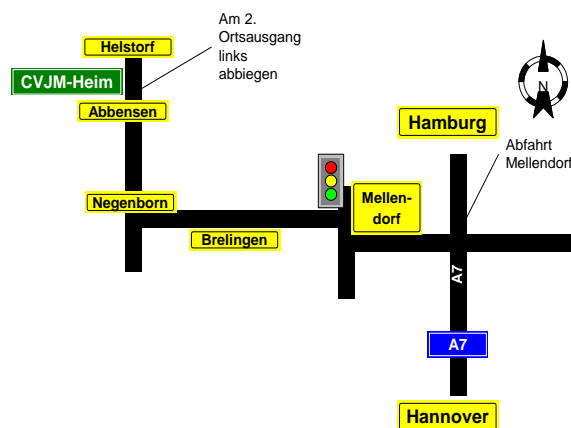 Am 2.
Ortsausgang
links
abbiegen
Helstorf
CVJM-Heim
Abbensen
N
Hamburg
Abfahrt
Mellendorf
Negenborn
Mellen-
dorf
Brelingen
A7
A7
Hannover